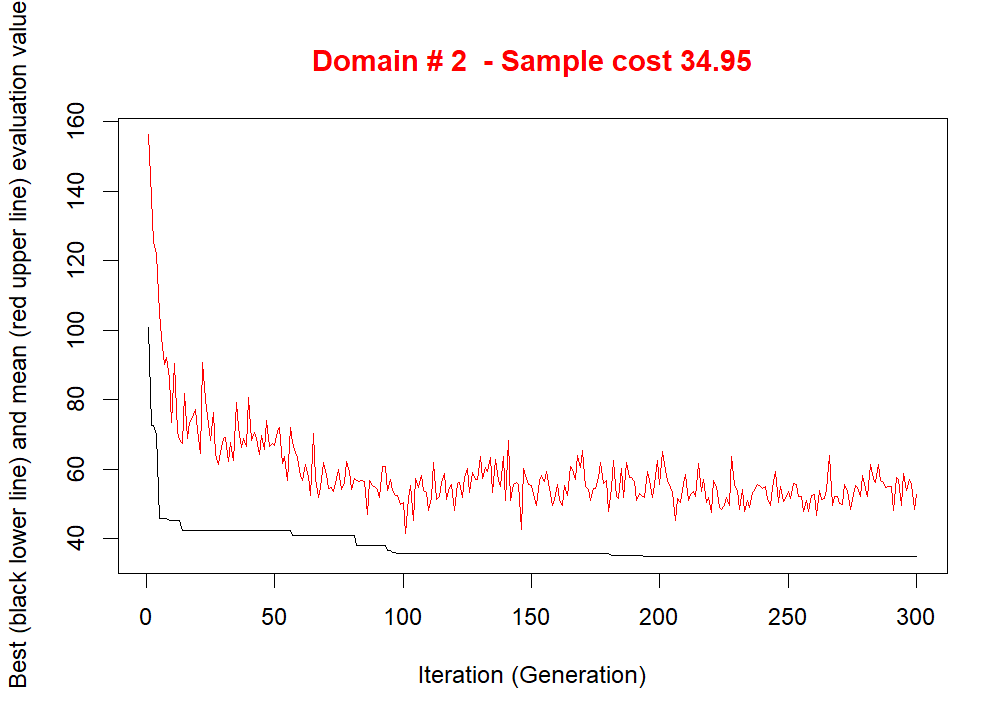 Domain # 2  - Sample cost 34.95
Best (black lower line) and mean (red upper line) evaluation value
160
140
120
100
80
60
40
0 50 100 150 200 250 300
Iteration (Generation)